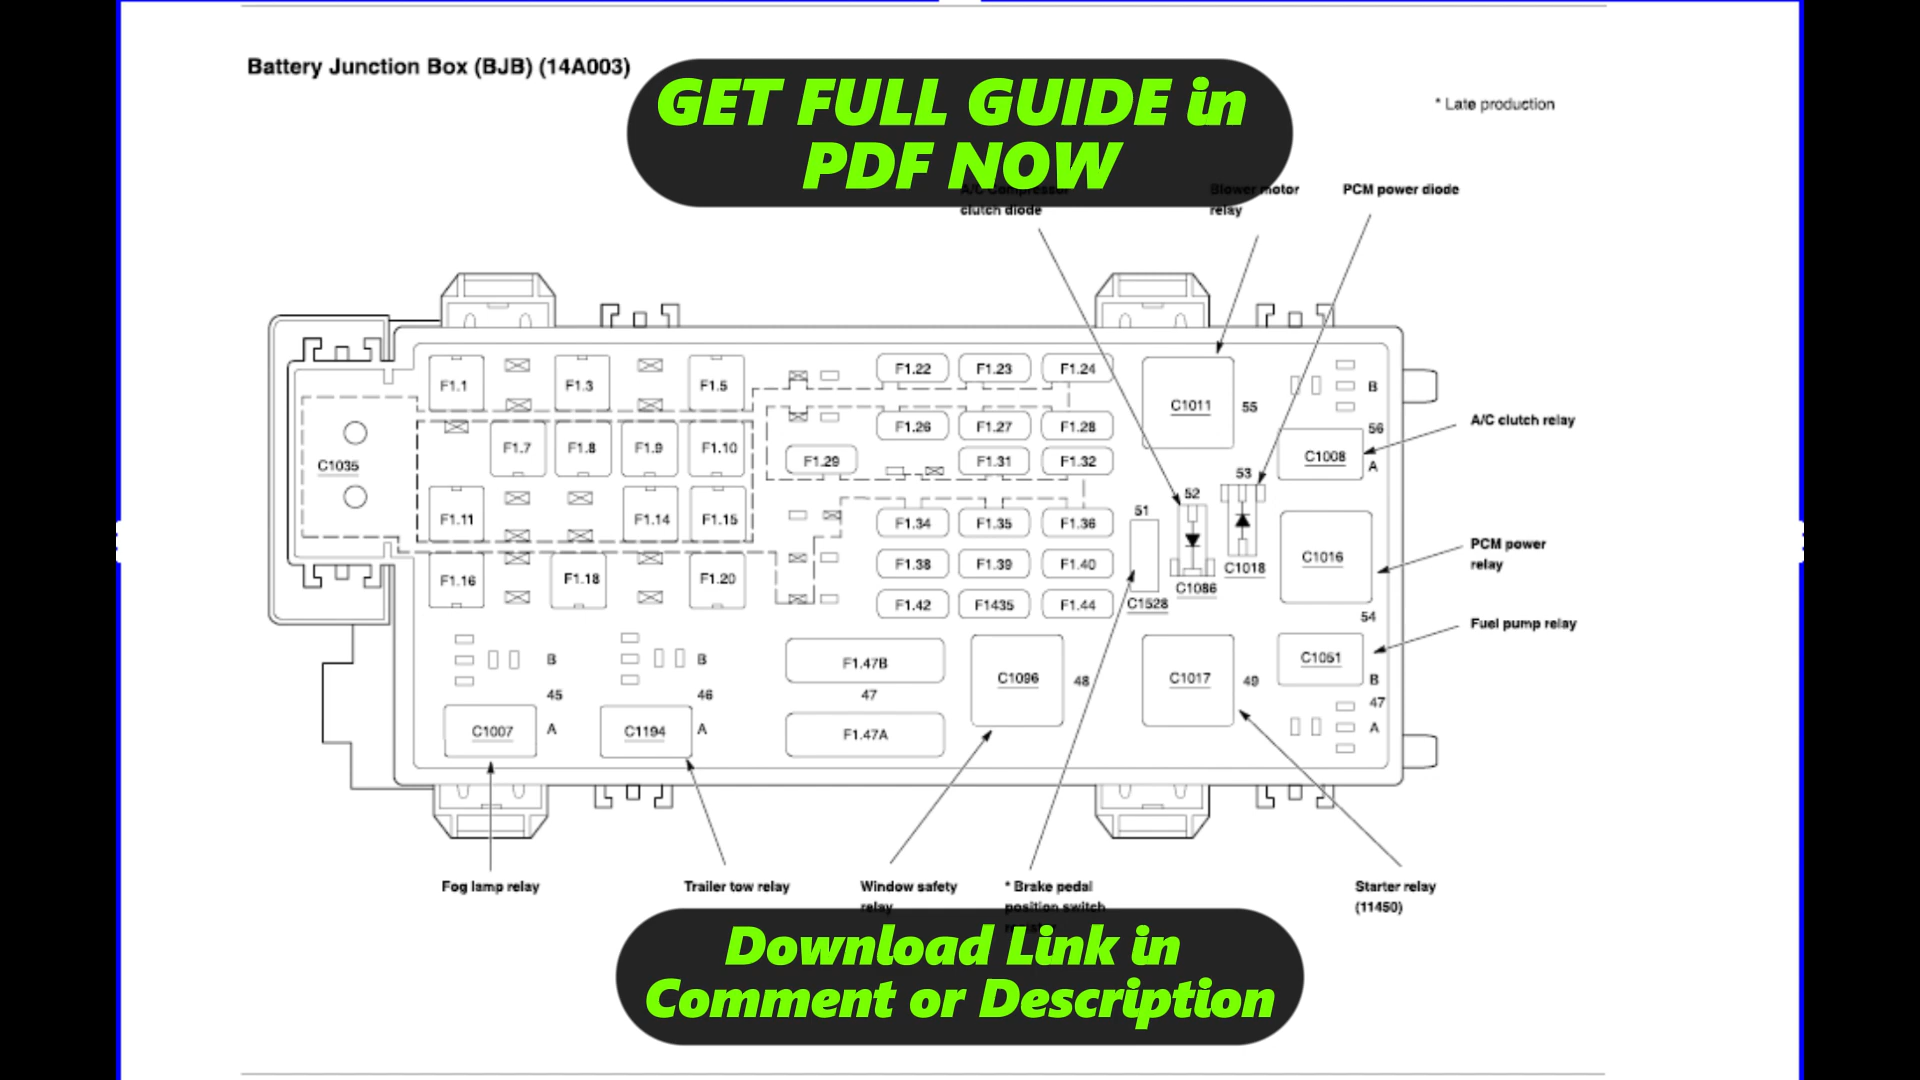 Battery Junction Box (BJB) (14A003)
GET FULL GUIDE in
PDF NOW
* Late production
A/C Compressor
clutch diode
Blower motor
relay
PCM power diode
F1.1
F1.3
F1.5
F1.22
F1.23
F1.24
B
C1011
55
A/C clutch relay
F1.26
F1.27
F1.28
56
F1.7
F1.8
F1.9
F1.10
C1035
F1.29
F1.31
F1.32
C1008
A
53
52
51
F1.11
F1.14
F1.15
F1.34
F1.35
F1.36
PCM power
relay
C1016
F1.16
F1.18
F1.20
F1.38
F1.39
F1.40
C1018
C1086
C1528
F1.42
F1435
F1.44
54
Fuel pump relay
B
B
F1.47B
C1096
48
C1017
49
C1051
B
45
46
47
47
C1007
A
C1194
A
F1.47A
A
Fog lamp relay
Trailer tow relay
Window safety
relay
* Brake pedal
position switch
resistor
Starter relay
(11450)
Download Link in
Comment or Description